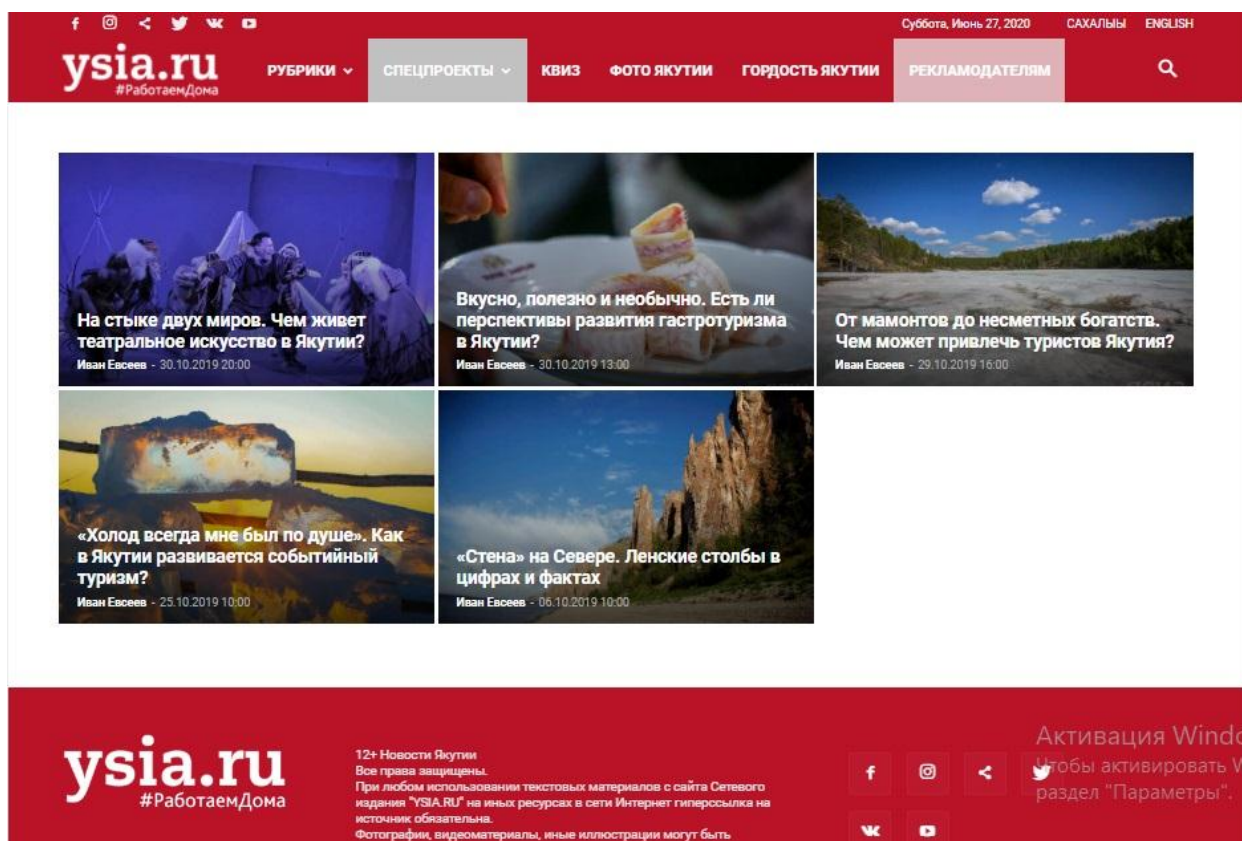 Суббота, Июнь 27, 2020 САХАЛЫЫ ENGLISH
ysia.ru
#РаботаемДома
РУБРИКИ СПЕЦПРОЕКТЫ КВИЗ ФОТО ЯКУТИИ ГОРДОСТЬ ЯКУТИИ РЕКЛАМОДАТЕЛЯМ
На стыке двух миров. Чем живет
театральное искусство в Якутии?
Иван Евсеев - 30.10.2019 20:00
Вкусно, полезно и необычно. Есть ли
перспективы развития гастротуризма
в Якутии?
Иван Евсеев - 30.10.2019 13:00
От мамонтов до несметных богатств.
Чем может привлечь туристов Якутия?
Иван Евсеев - 29.10.2019 16:00
«Холод всегда мне был по душе». Как
в Якутии развивается событийный
туризм?
Иван Евсеев - 25.10.2019 10:00
«Стена» на Севере. Ленские столбы в
цифрах и фактах
Иван Евсеев - 06.10.2019 10:00
ysia.ru
#РаботаемДома
12+ Новости Якутии
Все права защищены.
При любом использовании текстовых материалов с сайта Сетевого
издания "YSIA.RU" на иных ресурсах в сети Интернет гиперссылка на
источник обязательна.
Фотографии, видеоматериалы, иные иллюстрации могут быть
Активация Windo
Чтобы активировать W
раздел "Параметры".